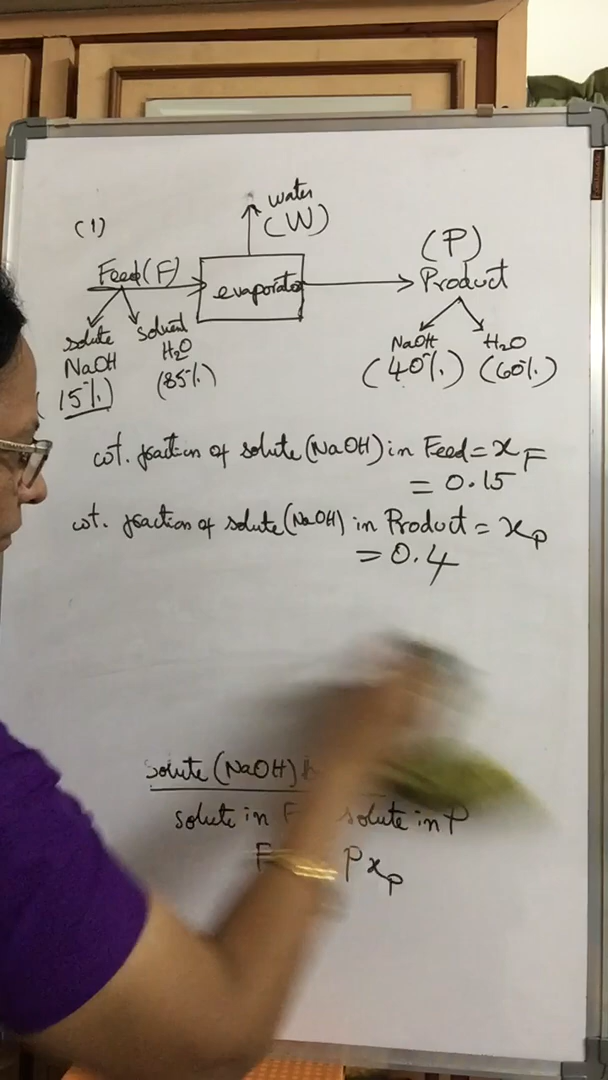 (1)
water
(W)
Feed (F)
evaporator
(P)
Product
solute
NaOH
(15%)
solvent
H₂O
(85%)
NaOH
(40%)
H₂O
(60%)
wt. fraction of solute (NaOH) in Feed = x_F
= 0.15
wt. fraction of solute (NaOH) in Product = x_P
= 0.4
solute (NaOH)
solute in F solute in P
F P x_P